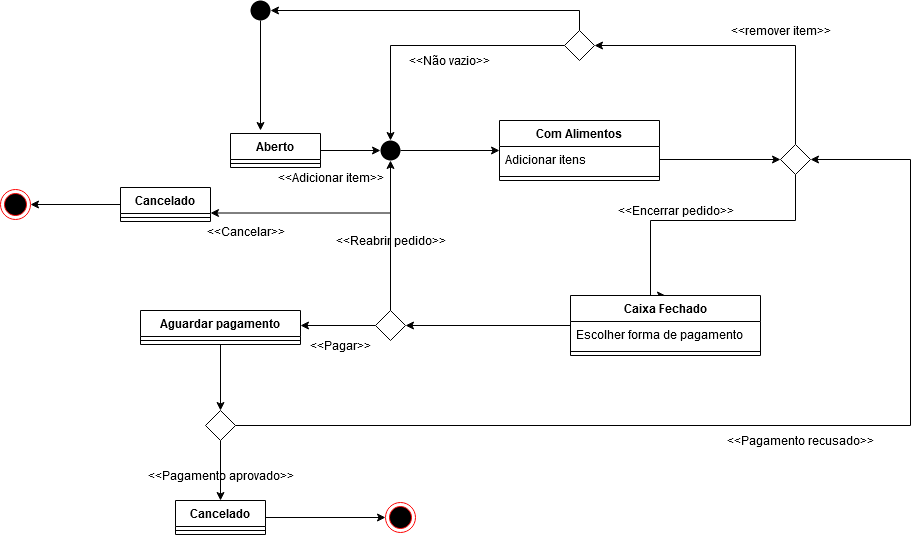 <<remover item>>
<<Não vazio>>
Com Alimentos
Aberto
Adicionar itens
<<Adicionar item>>
Cancelado
<<Encerrar pedido>>
<<Cancelar>>
<<Reabrir pedido>>
Caixa Fechado
Aguardar pagamento
Escolher forma de pagamento
<<Pagar>>
<<Pagamento recusado>>
<<Pagamento aprovado>>
Cancelado